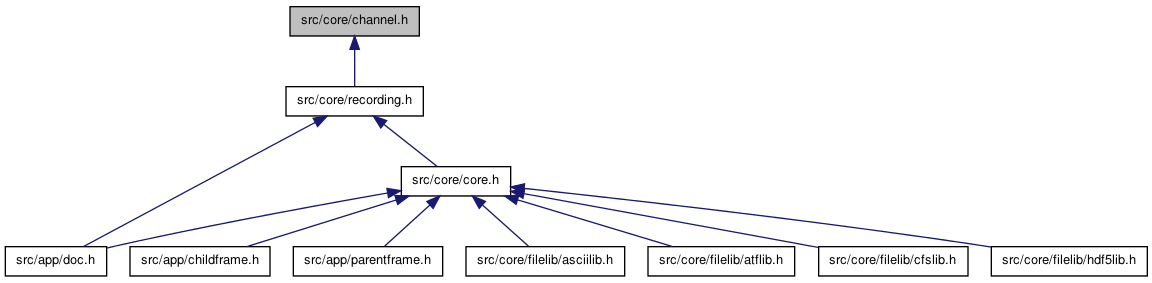 src/core/channel.h
src/core/recording.h
src/core/core.h
src/app/doc.h
src/app/childframe.h
src/app/parentframe.h
src/core/filelib/asciilib.h
src/core/filelib/atflib.h
src/core/filelib/cfslib.h
src/core/filelib/hdf5lib.h